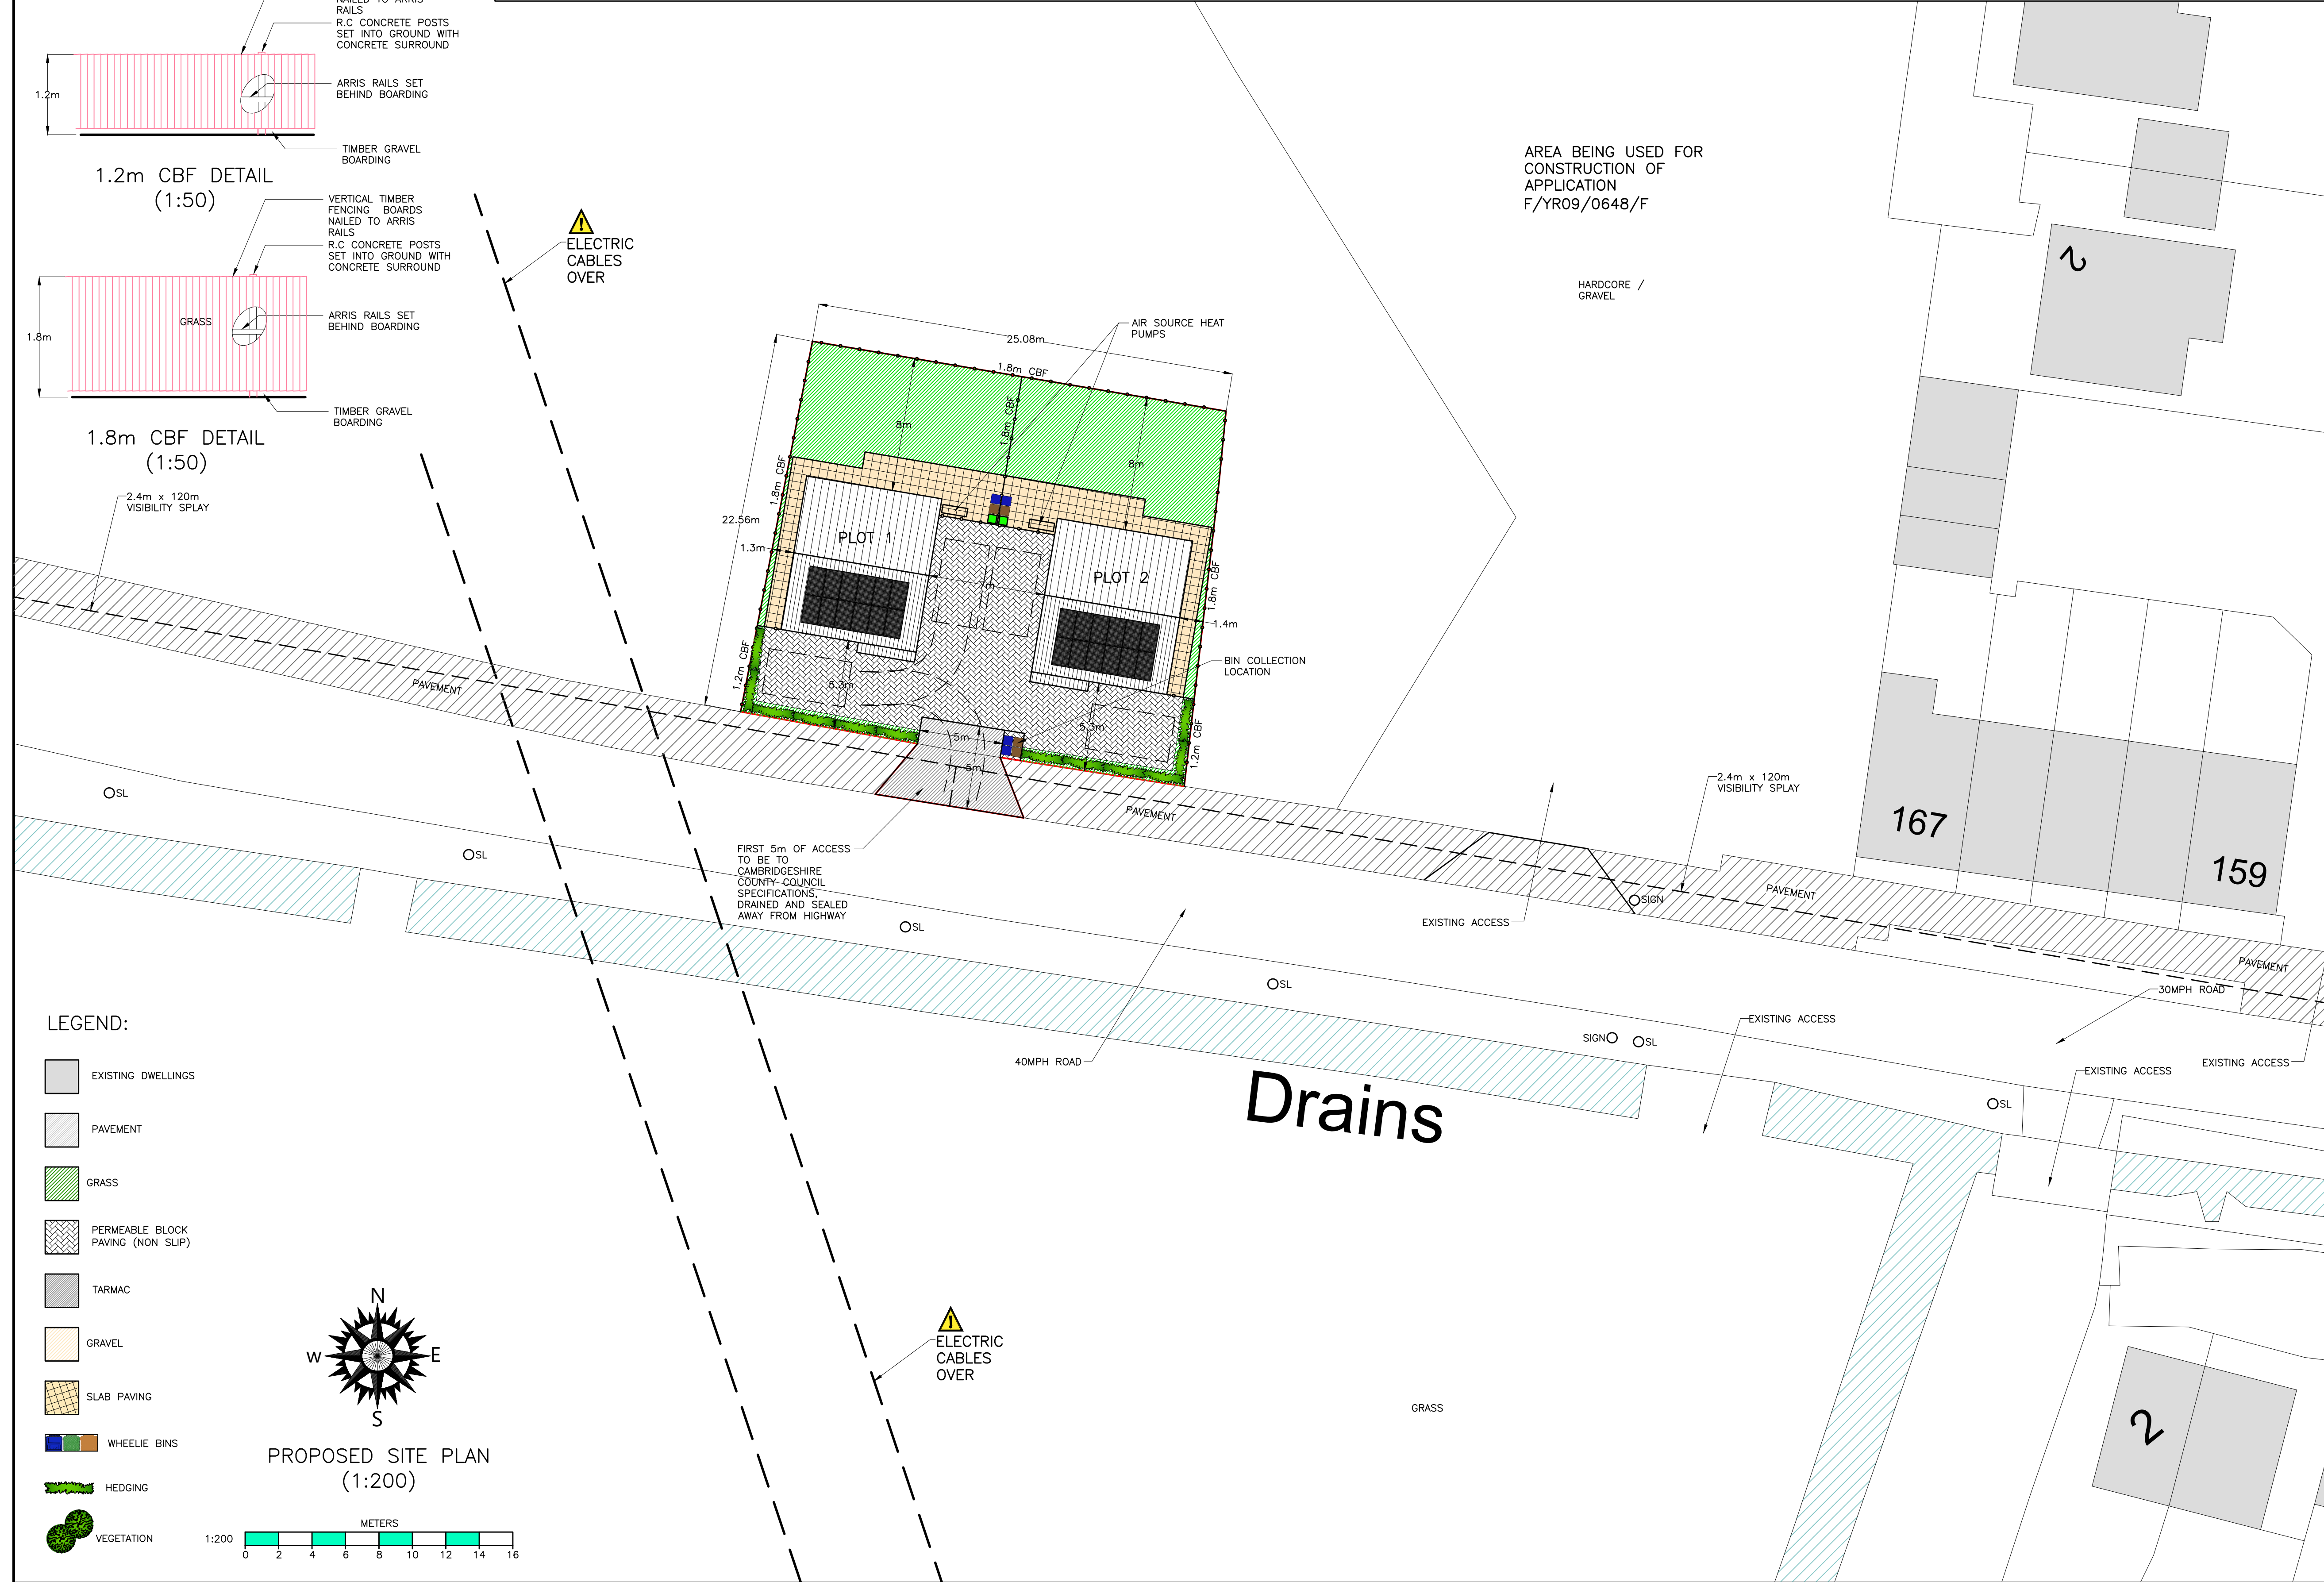 NAILED TO ARRIS
RAILS
R.C CONCRETE POSTS
SET INTO GROUND WITH
CONCRETE SURROUND
1.2m
ARRIS RAILS SET
BEHIND BOARDING
TIMBER GRAVEL
BOARDING
1.2m CBF DETAIL
(1:50)
VERTICAL TIMBER
FENCING BOARDS
NAILED TO ARRIS
RAILS
R.C CONCRETE POSTS
SET INTO GROUND WITH
CONCRETE SURROUND
GRASS
1.8m
ARRIS RAILS SET
BEHIND BOARDING
TIMBER GRAVEL
BOARDING
1.8m CBF DETAIL
(1:50)
2.4m x 120m
VISIBILITY SPLAY
ELECTRIC
CABLES
OVER
AREA BEING USED FOR
CONSTRUCTION OF
APPLICATION
F/YR09/0648/F
HARDCORE /
GRAVEL
2
AIR SOURCE HEAT
PUMPS
25.08m
1.8m CBF
1.8m CBF
8m
8m
1.8m CBF
22.56m
1.3m
PLOT 1
PLOT 2
7m
1.8m CBF
1.4m
BIN COLLECTION
LOCATION
1.2m CBF
5.3m
5.3m
5m
5m
1.2m CBF
PAVEMENT
PAVEMENT
SL
SL
SL
SL
FIRST 5m OF ACCESS
TO BE TO
CAMBRIDGESHIRE
COUNTY COUNCIL
SPECIFICATIONS,
DRAINED AND SEALED
AWAY FROM HIGHWAY
2.4m x 120m
VISIBILITY SPLAY
167
159
PAVEMENT
SIGN
EXISTING ACCESS
PAVEMENT
30MPH ROAD
EXISTING ACCESS
SIGN
SL
40MPH ROAD
EXISTING ACCESS
EXISTING ACCESS
SL
Drains
LEGEND:
EXISTING DWELLINGS
PAVEMENT
GRASS
PERMEABLE BLOCK
PAVING (NON SLIP)
TARMAC
GRAVEL
SLAB PAVING
WHEELIE BINS
HEDGING
VEGETATION
N
W
E
S
PROPOSED SITE PLAN
(1:200)
METERS
1:200
0 2 4 6 8 10 12 14 16
ELECTRIC
CABLES
OVER
GRASS
2